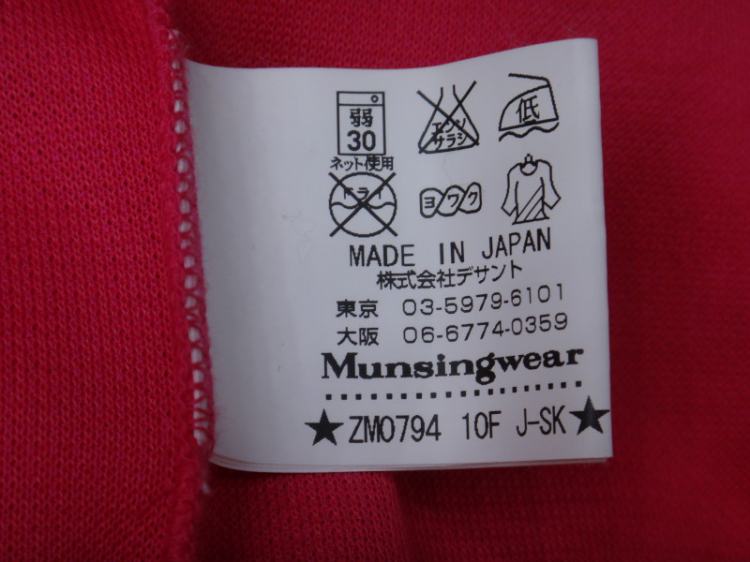 弱
30
ネット使用
エンソ
サラシ
低
ドライ
ヨワク
MADE IN JAPAN
株式会社デサント
東京 03-5979-6101
大阪 06-6774-0359
Munsingwear
★ZM0794 10F J-SK★